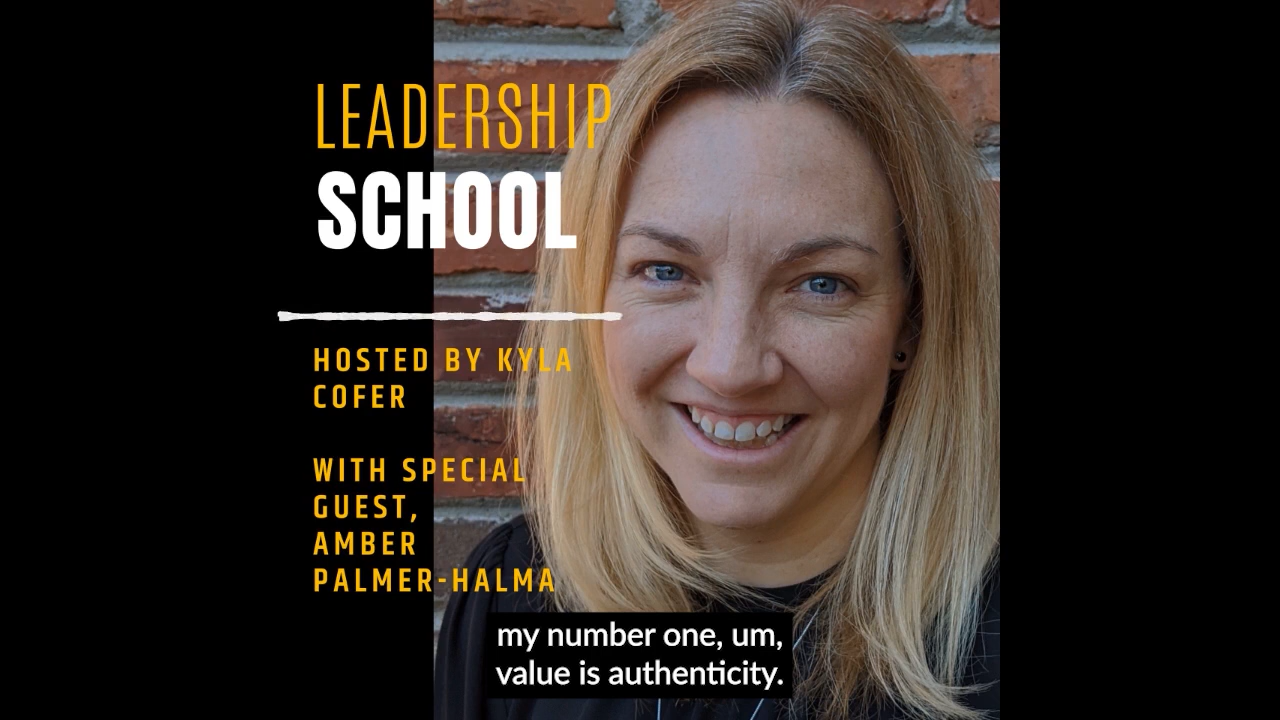 LEADERSHIP
SCHOOL
HOSTED BY KYLA
COFER
WITH SPECIAL
GUEST,
AMBER
PALMER-HALMA
my number one, um,
value is authenticity.